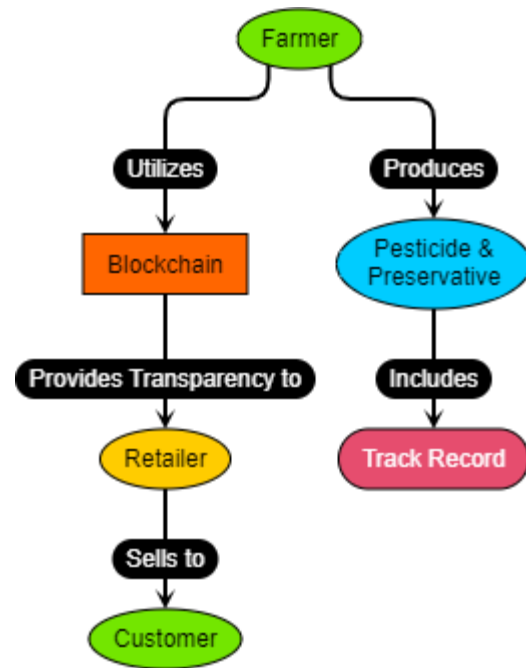 Farmer
Utilizes
Produces
Blockchain
Pesticide &
Preservative
Provides Transparency to
Includes
Retailer
Track Record
Sells to
Customer